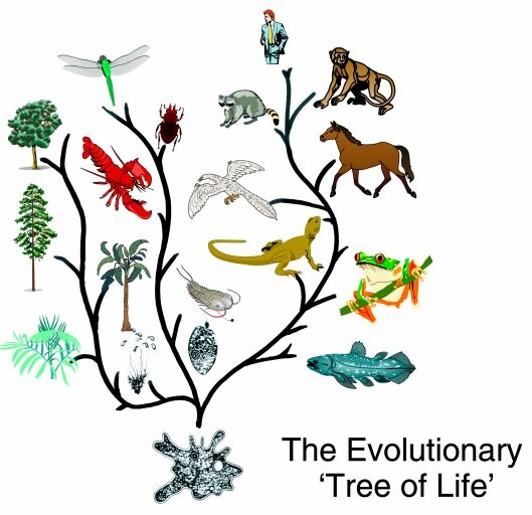 The Evolutionary
‘Tree of Life’